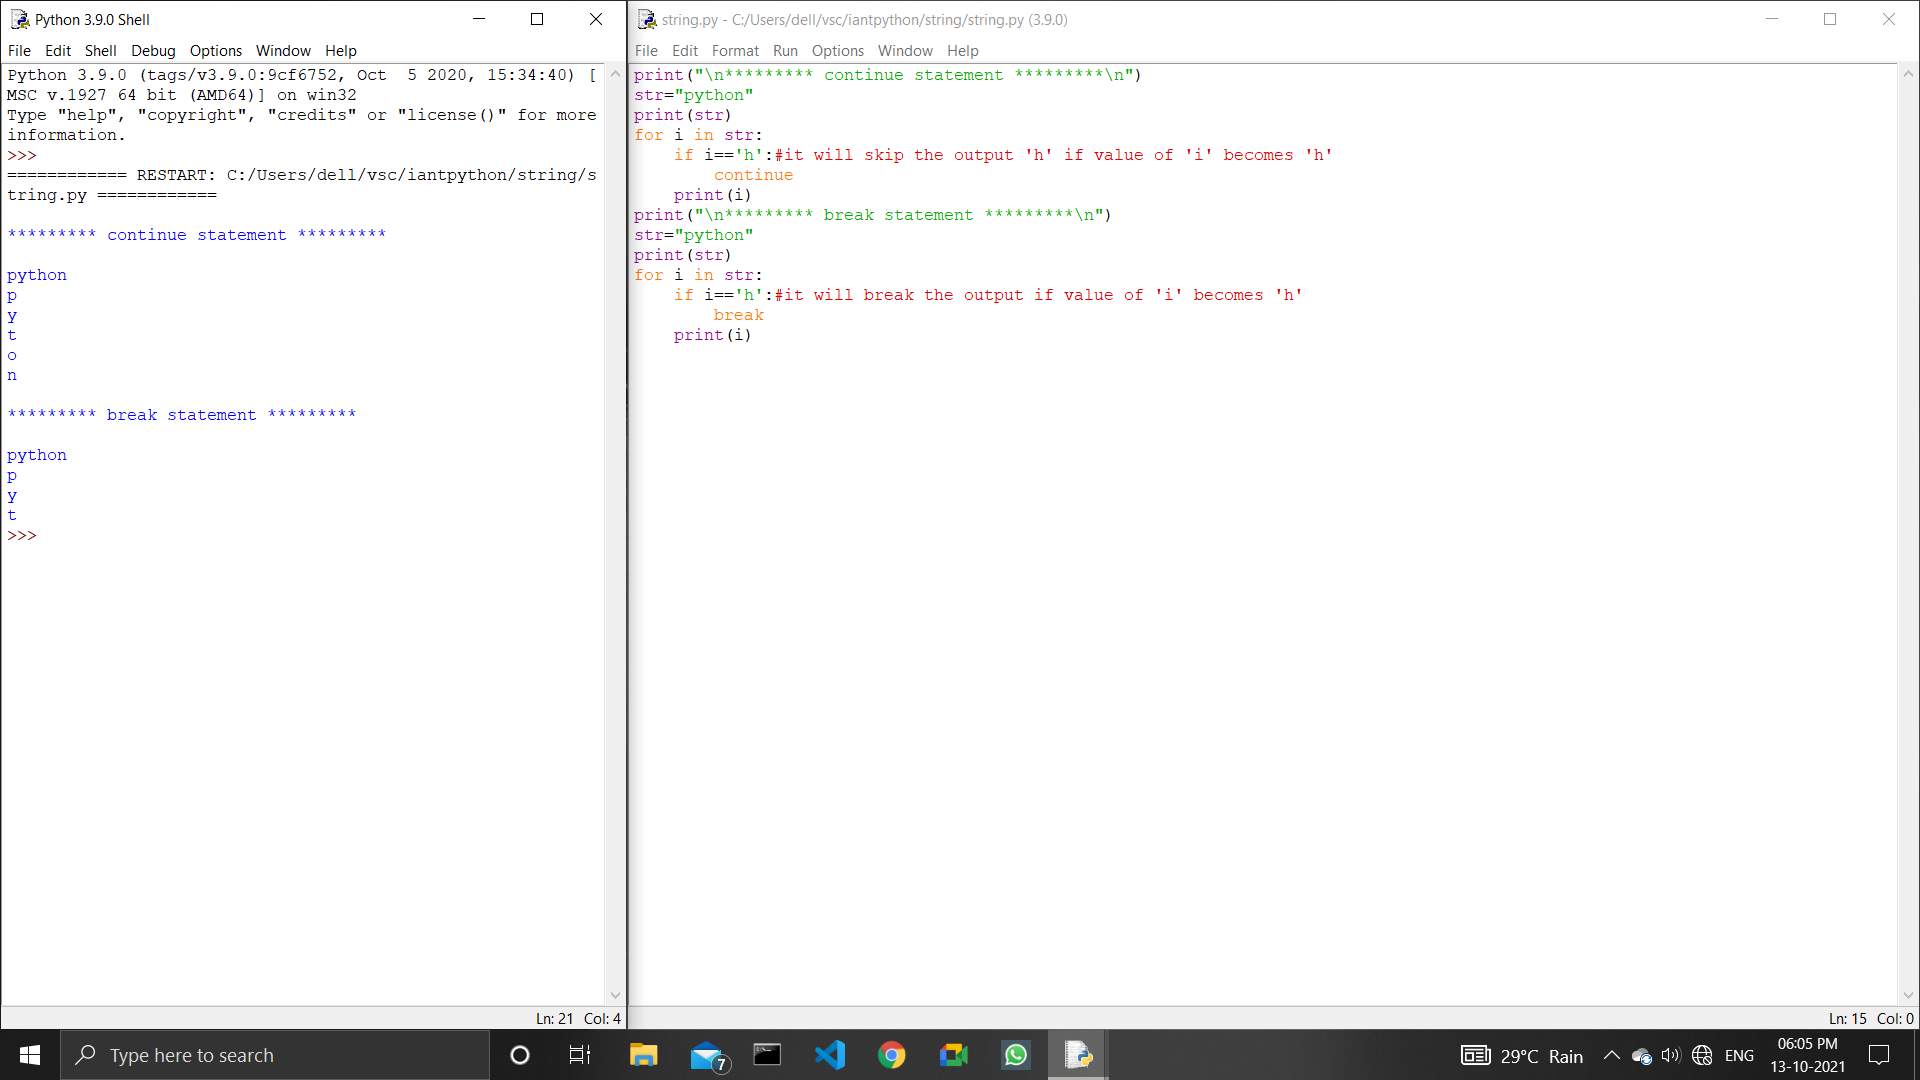 Python 3.9.0 Shell
File Edit Shell Debug Options Window Help
Python 3.9.0 (tags/v3.9.0:9cf6752, Oct  5 2020, 15:34:40) [
MSC v.1927 64 bit (AMD64)] on win32
Type "help", "copyright", "credits" or "license()" for more
information.
>>>
============ RESTART: C:/Users/dell/vsc/iantpython/string/s
tring.py ============
********* continue statement *********
python
p
y
t
o
n
********* break statement *********
python
p
y
t
>>>
Ln: 21 Col: 4
string.py - C:/Users/dell/vsc/iantpython/string/string.py (3.9.0)
File Edit Format Run Options Window Help
print("\n********* continue statement *********\n")
str="python"
print(str)
for i in str:
    if i=='h':#it will skip the output 'h' if value of 'i' becomes 'h'
        continue
    print(i)
print("\n********* break statement *********\n")
str="python"
print(str)
for i in str:
    if i=='h':#it will break the output if value of 'i' becomes 'h'
        break
    print(i)
Ln: 15 Col: 0
Type here to search
7
29°C Rain
ENG
06:05 PM
13-10-2021